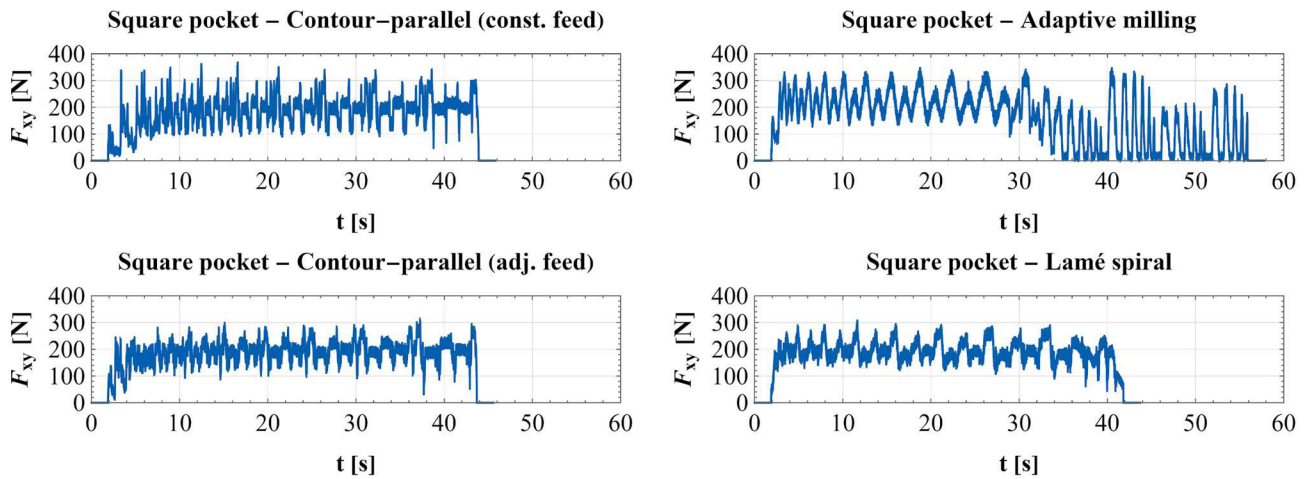 Square pocket – Contour–parallel (const. feed)
400
300
200
100
0
F_xy [N]
0 10 20 30 40 50 60
t [s]
Square pocket – Adaptive milling
400
300
200
100
0
F_xy [N]
0 10 20 30 40 50 60
t [s]
Square pocket – Contour–parallel (adj. feed)
400
300
200
100
0
F_xy [N]
0 10 20 30 40 50 60
t [s]
Square pocket – Lamé spiral
400
300
200
100
0
F_xy [N]
0 10 20 30 40 50 60
t [s]